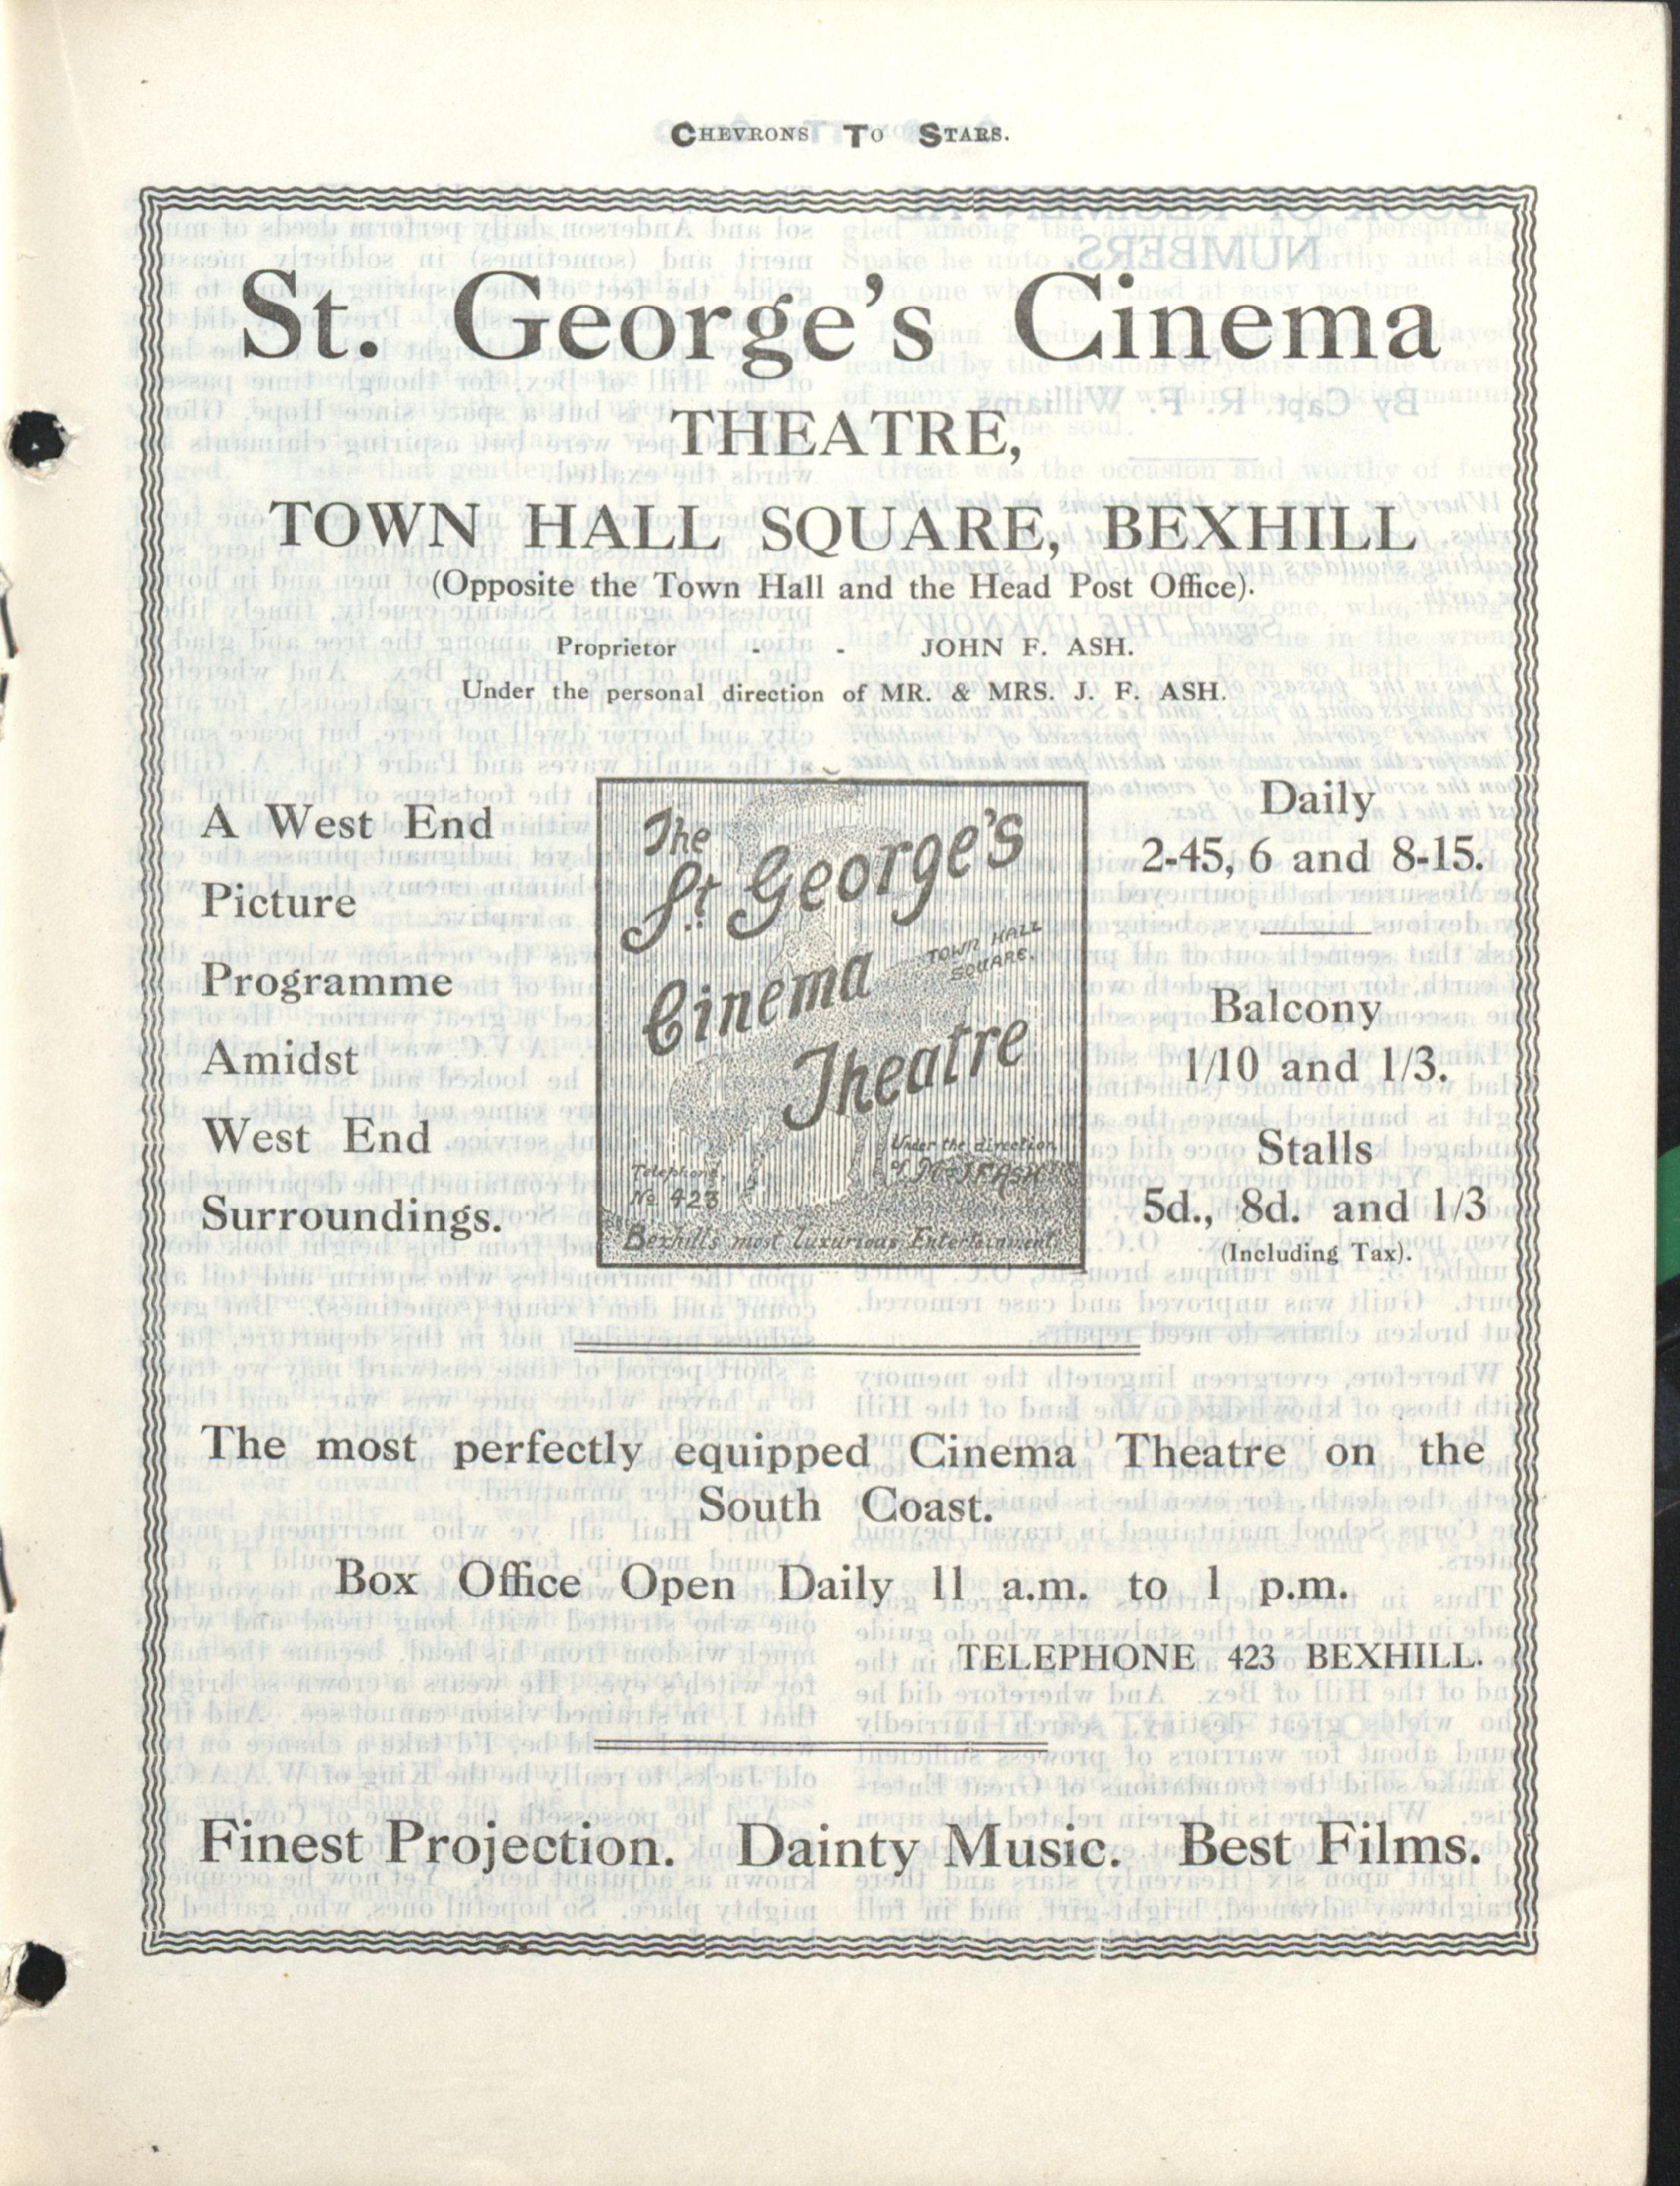 CHEVRONS TO STARS.
St. George's Cinema
THEATRE,
TOWN HALL SQUARE, BEXHILL
(Opposite the Town Hall and the Head Post Office).
Proprietor - - JOHN F. ASH.
Under the personal direction of MR. & MRS. J. F. ASH.
A West End
Picture
Programme
Amidst
West End
Surroundings.
The
St George's
Cinema
TOWN HALL
SQUARE.
Theatre
Under the direction
of Mr J F ASH
Telephone
No 423
Bexhill's most luxurious Entertainment
Daily
2-45, 6 and 8-15.
Balcony
1/10 and 1/3.
Stalls
5d., 8d. and 1/3
(Including Tax).
The most perfectly equipped Cinema Theatre on the
South Coast.
Box Office Open Daily 11 a.m. to 1 p.m.
TELEPHONE 423 BEXHILL.
Finest Projection. Dainty Music. Best Films.